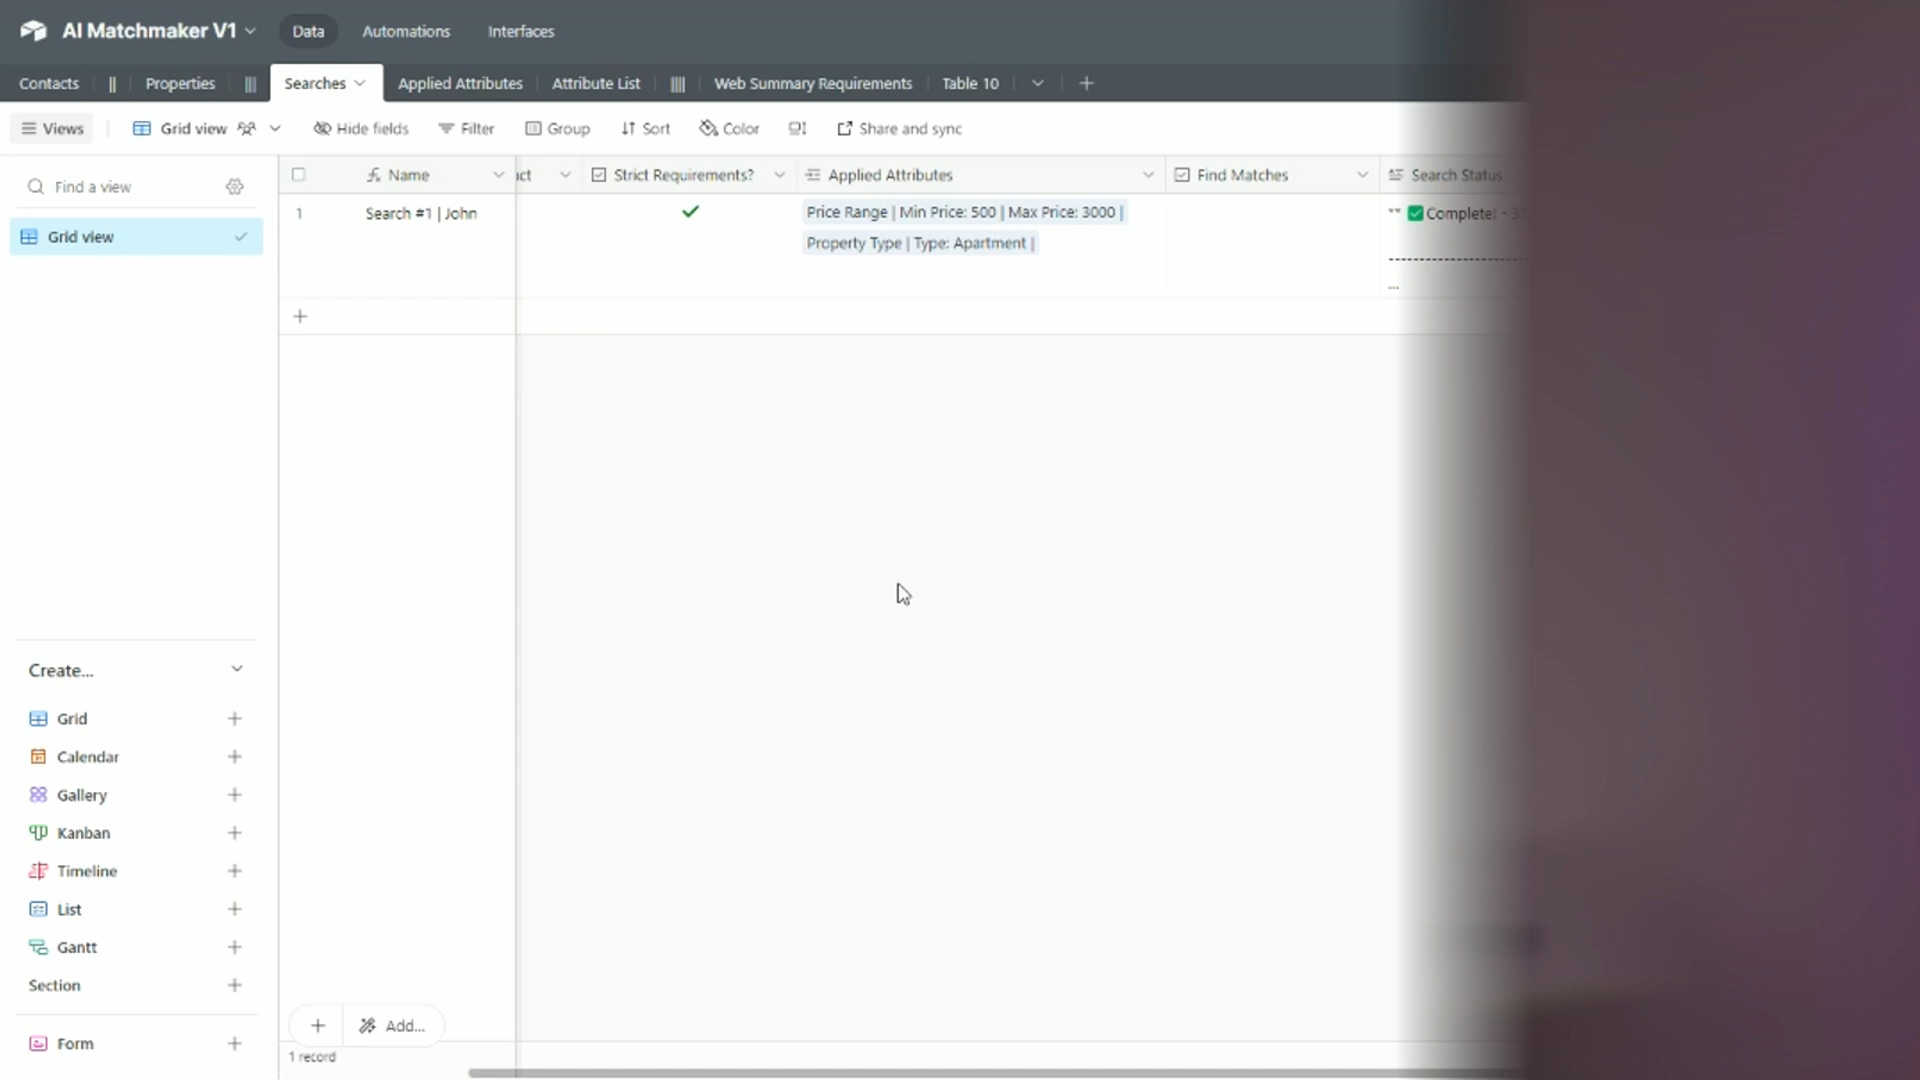 AI Matchmaker V1
Data
Automations
Interfaces
Contacts
||
Properties
|||
Searches
Applied Attributes
Attribute List
||||
Web Summary Requirements
Table 10
Views
Grid view
Hide fields
Filter
Group
Sort
Color
Share and sync
Find a view
Grid view
Name
ict
Strict Requirements?
Applied Attributes
Find Matches
Search Status
1
Search #1 | John
Price Range | Min Price: 500 | Max Price: 3000 |
Property Type | Type: Apartment |
** ✅Complete! -
--------------------
...
Create...
Grid
Calendar
Gallery
Kanban
Timeline
List
Gantt
Section
Form
Add...
1 record